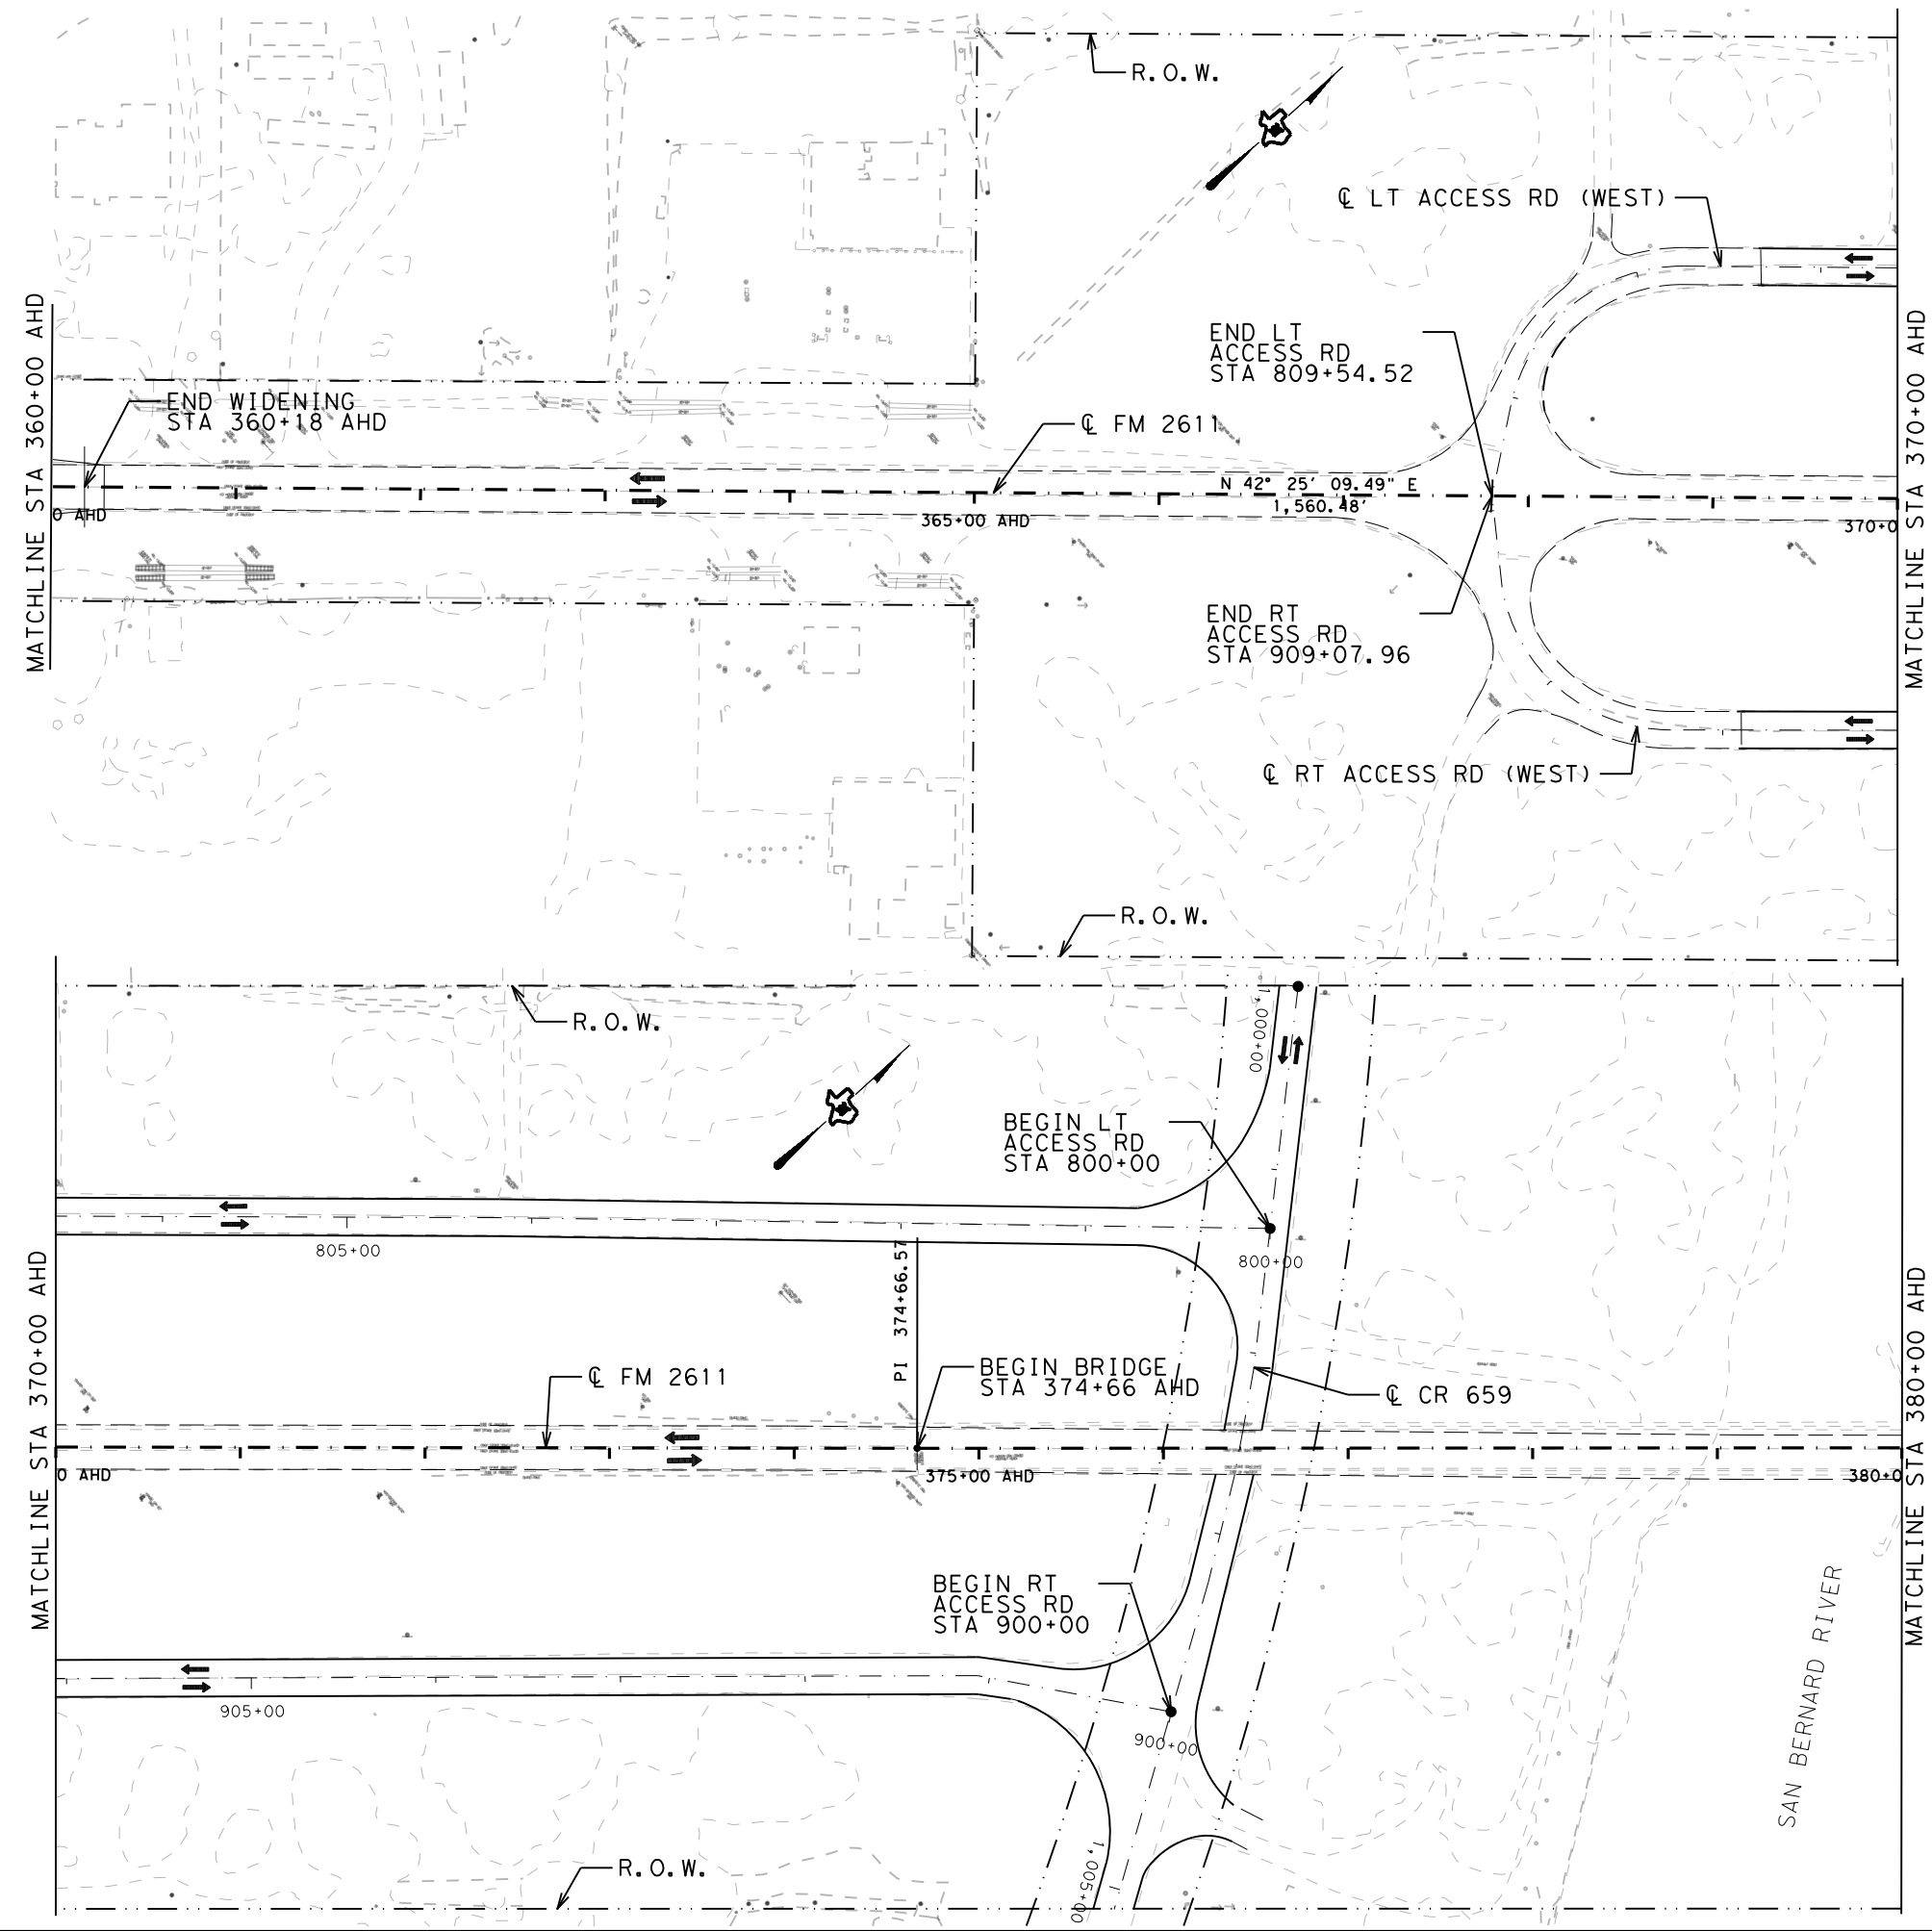 R.O.W.
℄ LT ACCESS RD (WEST)
END LT
ACCESS RD
STA 809+54.52
MATCHLINE STA 360+00 AHD
END WIDENING
STA 360+18 AHD
℄ FM 2611
N 42° 25' 09.49" E
1,560.48'
0 AHD
365+00 AHD
370+0
MATCHLINE STA 370+00 AHD
END RT
ACCESS RD
STA 909+07.96
℄ RT ACCESS RD (WEST)
R.O.W.
R.O.W.
1,000+00
BEGIN LT
ACCESS RD
STA 800+00
805+00
800+00
PI 374+66.57
MATCHLINE STA 370+00 AHD
℄ FM 2611
BEGIN BRIDGE
STA 374+66 AHD
℄ CR 659
0 AHD
375+00 AHD
380+0
MATCHLINE STA 380+00 AHD
BEGIN RT
ACCESS RD
STA 900+00
905+00
900+00
SAN BERNARD RIVER
R.O.W.
1,005+00